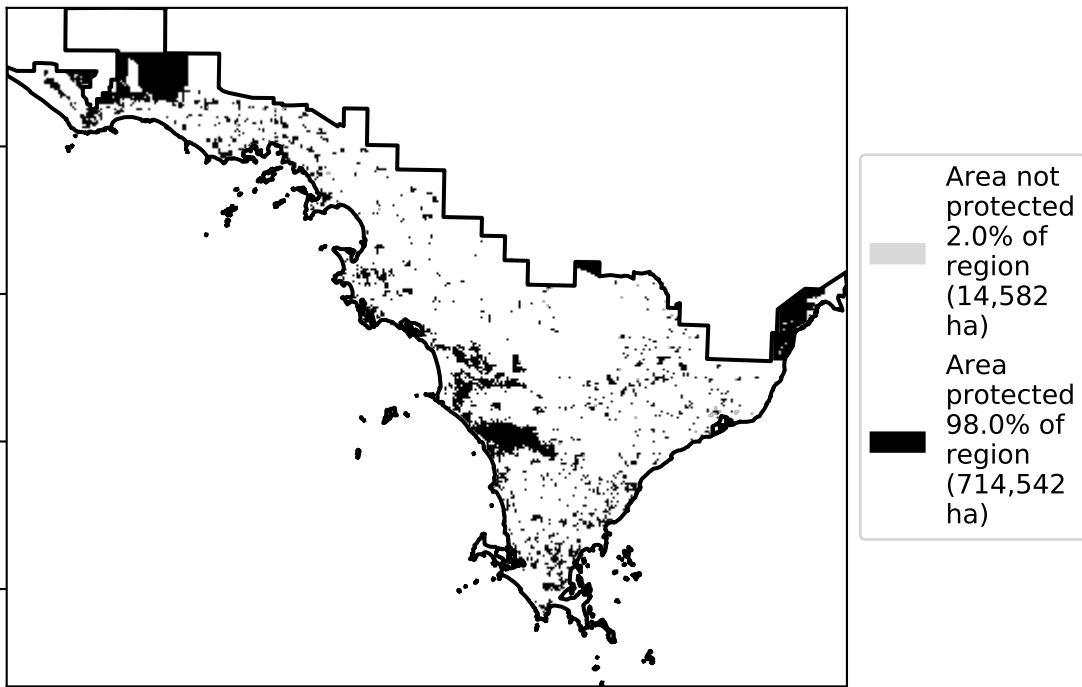 Area not
protected
2.0% of
region
(14,582
ha)
Area
protected
98.0% of
region
(714,542
ha)